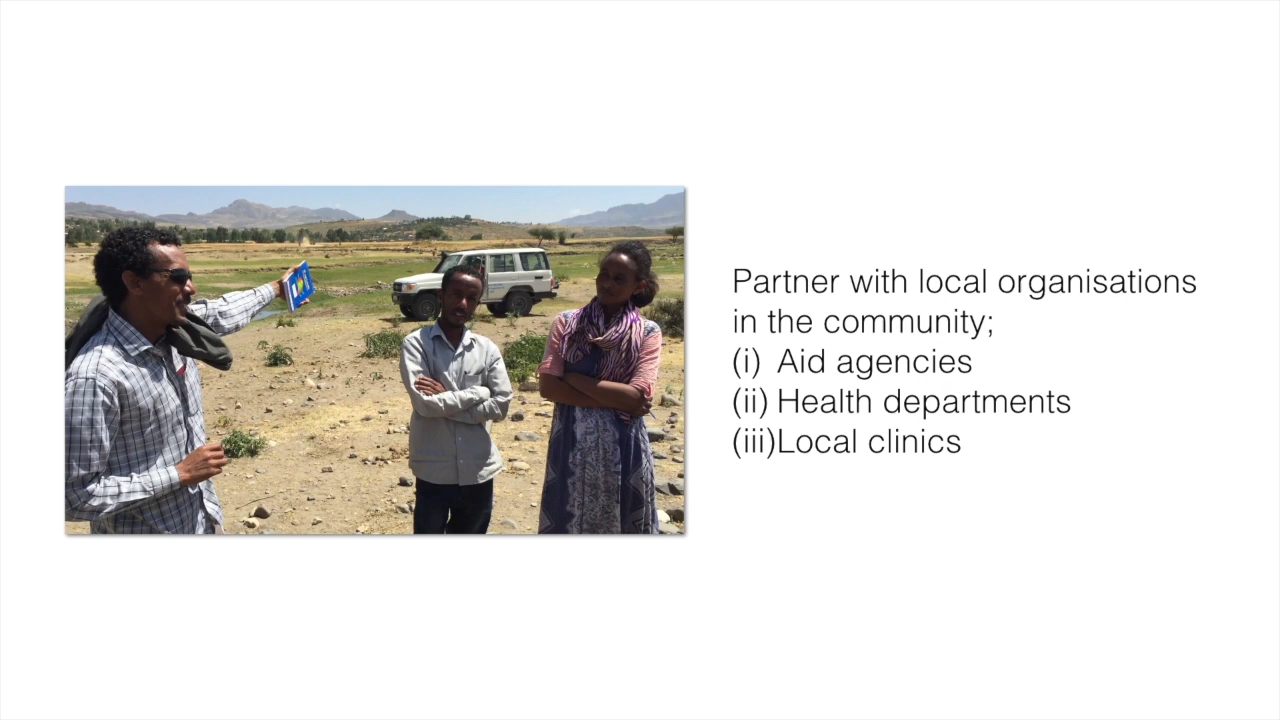 Partner with local organisations
in the community;
(i) Aid agencies
(ii) Health departments
(iii)Local clinics